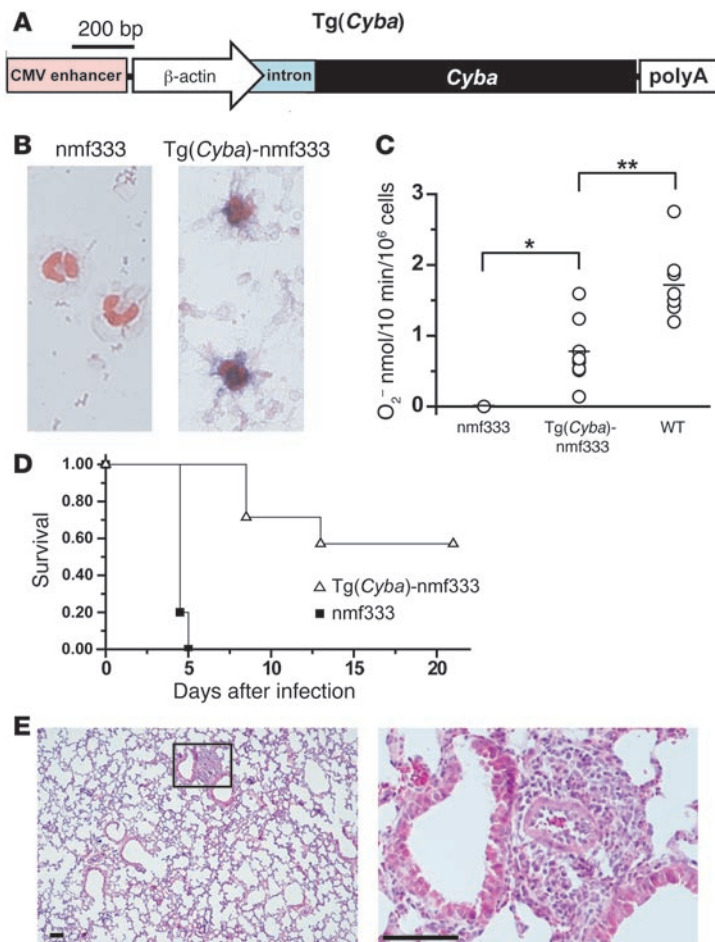 A
200 bp
Tg(Cyba)
CMV enhancer
β-actin
intron
Cyba
polyA
B
nmf333
Tg(Cyba)-nmf333
C
O2− nmol/10 min/10⁶ cells
3
2
1
0
*
**
nmf333
Tg(Cyba)-
nmf333
WT
D
Survival
1.00
0.80
0.60
0.40
0.20
0.00
0
5
10
15
20
Days after infection
Tg(Cyba)-nmf333
nmf333
E